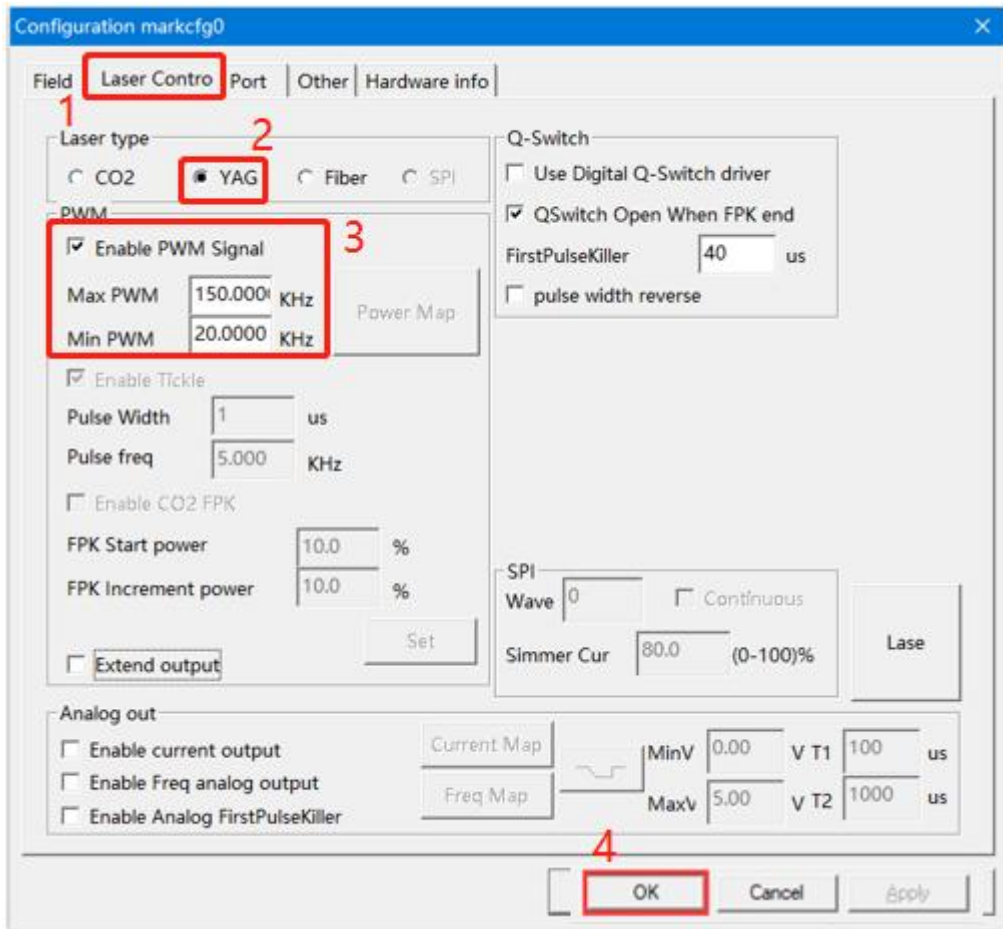 Configuration markcfg0
Field Laser Contro Port Other Hardware info
1
2
Laser type
CO2 YAG Fiber SPI
PWM
3
Enable PWM Signal
Max PWM 150.000 KHz
Min PWM 20.0000 KHz
Power Map
Enable Tickle
Pulse Width 1 us
Pulse freq 5.000 KHz
Enable CO2 FPK
FPK Start power 10.0 %
FPK Increment power 10.0 %
Set
Extend output
Q-Switch
Use Digital Q-Switch driver
QSwitch Open When FPK end
FirstPulseKiller 40 us
pulse width reverse
SPI
Wave 0 Continuous
Simmer Cur 80.0 (0-100)%
Lase
Analog out
Enable current output
Enable Freq analog output
Enable Analog FirstPulseKiller
Current Map
Freq Map
MinV 0.00 V T1 100 us
MaxV 5.00 V T2 1000 us
4
OK Cancel Apply